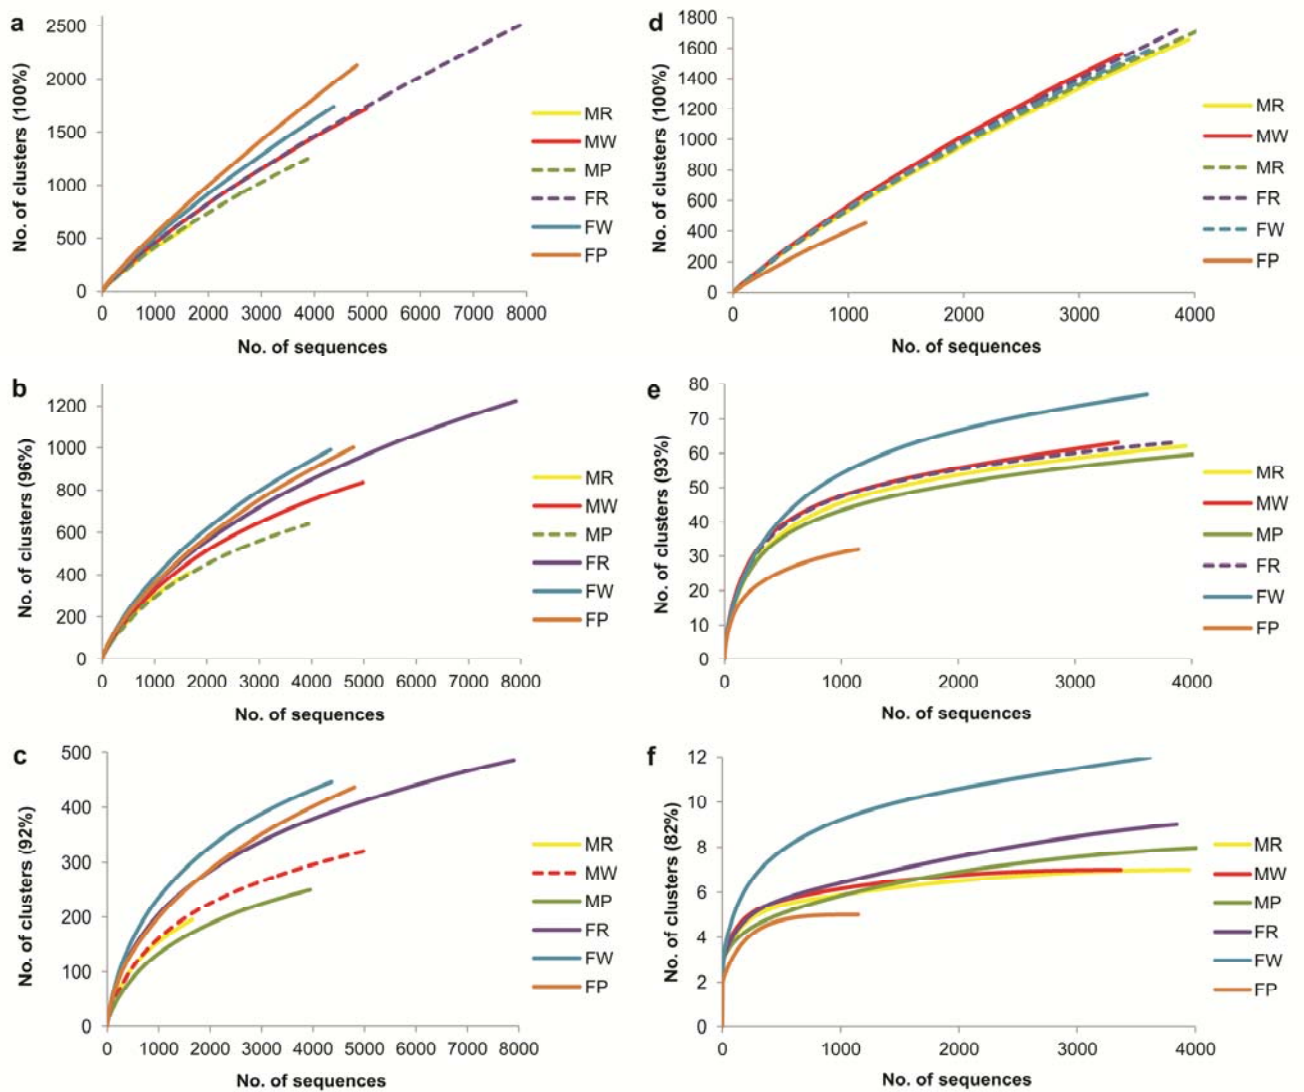 a
No. of clusters (100%)
2500
2000
1500
1000
500
0
0 1000 2000 3000 4000 5000 6000 7000 8000
No. of sequences
MR
MW
MP
FR
FW
FP
d
No. of clusters (100%)
1800
1600
1400
1200
1000
800
600
400
200
0
0 1000 2000 3000 4000
No. of sequences
MR
MW
MR
FR
FW
FP
b
No. of clusters (96%)
1200
1000
800
600
400
200
0
0 1000 2000 3000 4000 5000 6000 7000 8000
No. of sequences
MR
MW
MP
FR
FW
FP
e
No. of clusters (93%)
80
70
60
50
40
30
20
10
0
0 1000 2000 3000 4000
No. of sequences
MR
MW
MP
FR
FW
FP
c
No. of clusters (92%)
500
400
300
200
100
0
0 1000 2000 3000 4000 5000 6000 7000 8000
No. of sequences
MR
MW
MP
FR
FW
FP
f
No. of clusters (82%)
12
10
8
6
4
2
0
0 1000 2000 3000 4000
No. of sequences
MR
MW
MP
FR
FW
FP